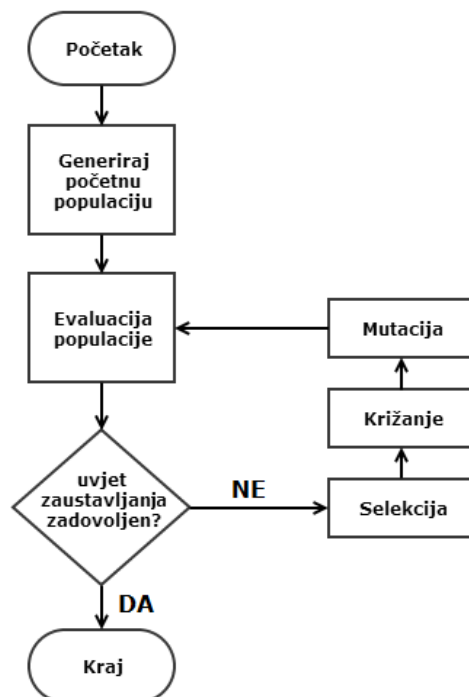 Početak
Generiraj
početnu
populaciju
Evaluacija
populacije
Mutacija
Križanje
uvjet
zaustavljanja
zadovoljen?
NE
Selekcija
DA
Kraj